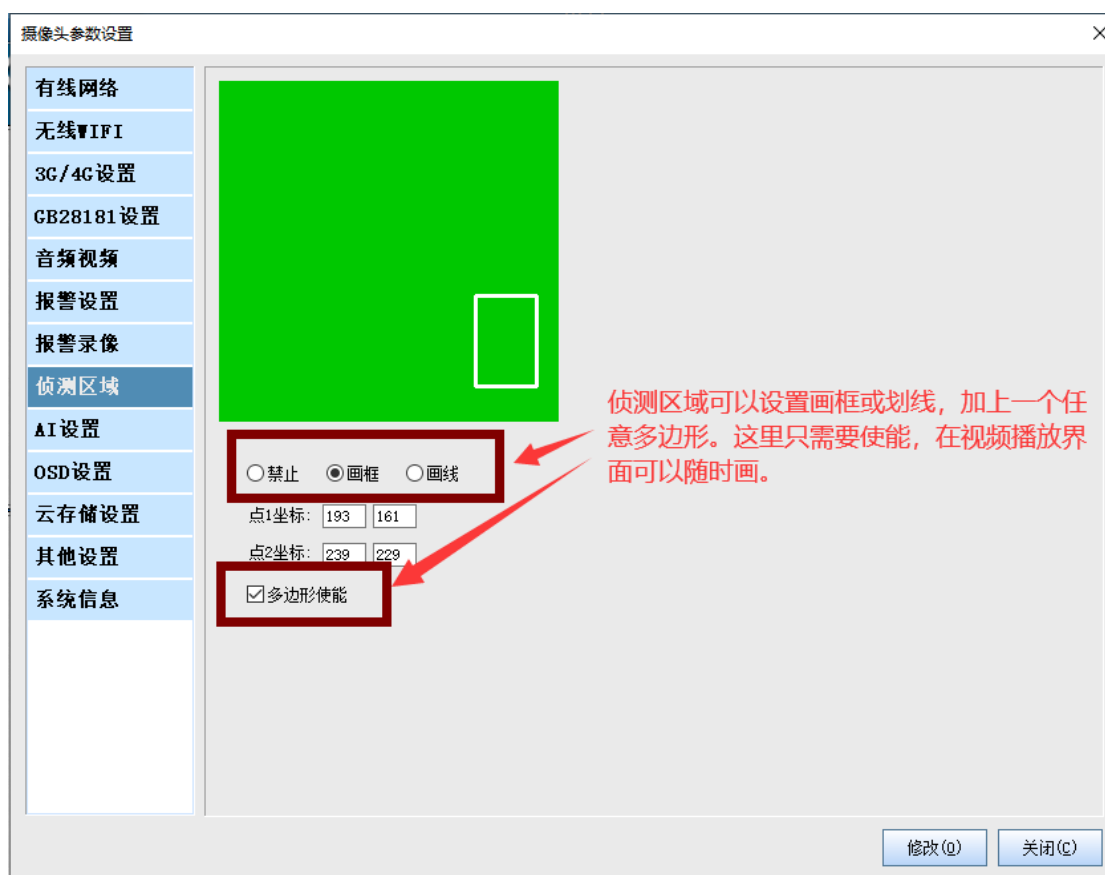 摄像头参数设置
有线网络
无线WIFI
3G/4G设置
GB28181设置
音频视频
报警设置
报警录像
侦测区域
AI设置
OSD设置
云存储设置
其他设置
系统信息
禁止 画框 画线
点1坐标: 193 161
点2坐标: 239 229
多边形使能
侦测区域可以设置画框或划线，加上一个任
意多边形。这里只需要使能，在视频播放界
面可以随时画。
修改(O) 关闭(C)